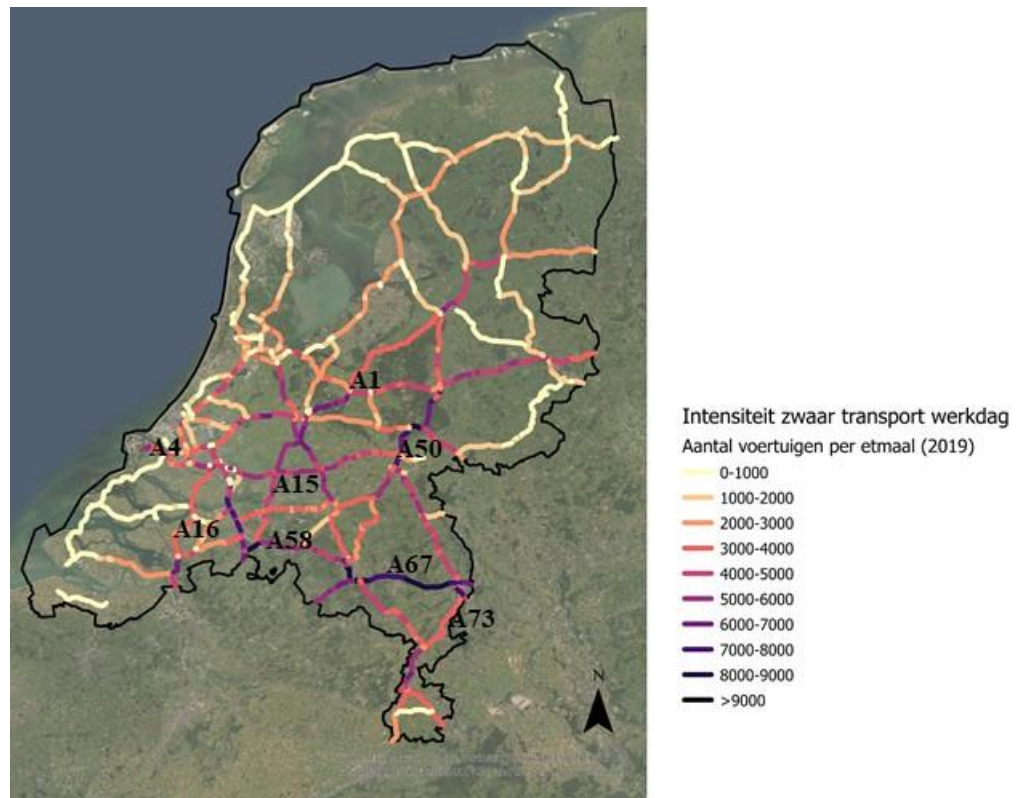 A1
A4
A50
A15
A16
A58
A67
A73
N
Intensiteit zwaar transport werkdag
Aantal voertuigen per etmaal (2019)
0-1000
1000-2000
2000-3000
3000-4000
4000-5000
5000-6000
6000-7000
7000-8000
8000-9000
>9000